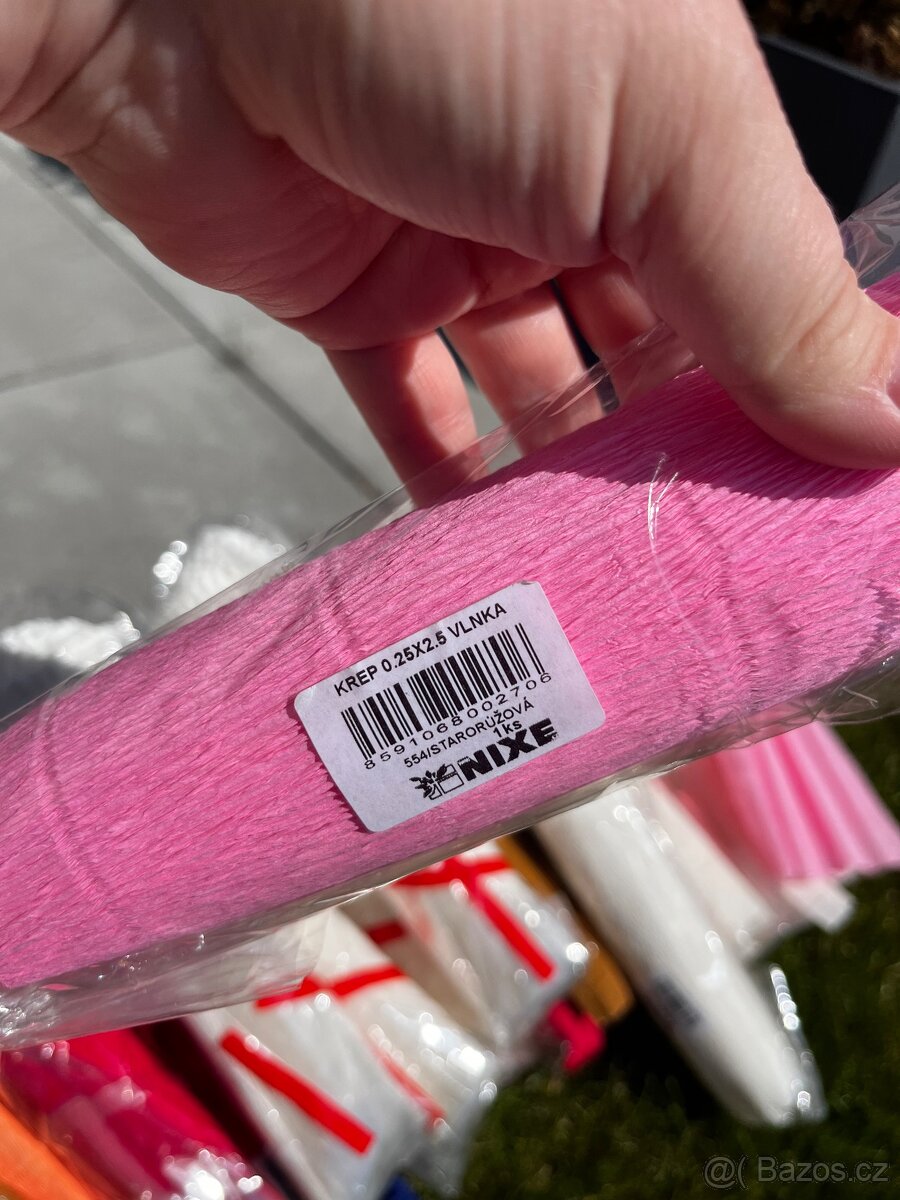 KREP 0.25X2.5 VLNKA
8591068002706
554/STARORŮŽOVÁ
1ks
NIXE
@( Bazos.cz